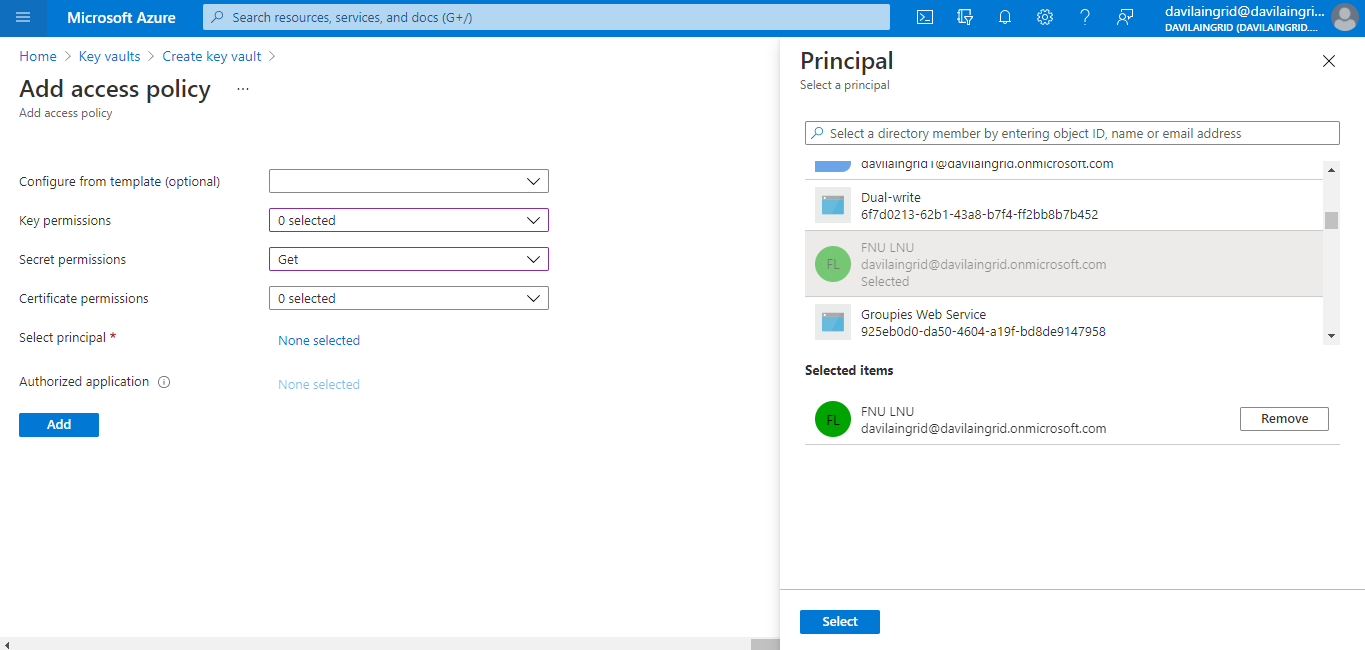 Microsoft Azure
Search resources, services, and docs (G+/)
davilaingrid@davilaingri...
DAVILAINGRID (DAVILAINGRID....
Home > Key vaults > Create key vault >
Add access policy ...
Add access policy
Configure from template (optional)
Key permissions
0 selected
Secret permissions
Get
Certificate permissions
0 selected
Select principal *
None selected
Authorized application
None selected
Add
Principal
Select a principal
Select a directory member by entering object ID, name or email address
davilaingrid1@davilaingrid.onmicrosoft.com
Dual-write
6f7d0213-62b1-43a8-b7f4-ff2bb8b7b452
FL
FNU LNU
davilaingrid@davilaingrid.onmicrosoft.com
Selected
Groupies Web Service
925eb0d0-da50-4604-a19f-bd8de9147958
Selected items
FL
FNU LNU
davilaingrid@davilaingrid.onmicrosoft.com
Remove
Select